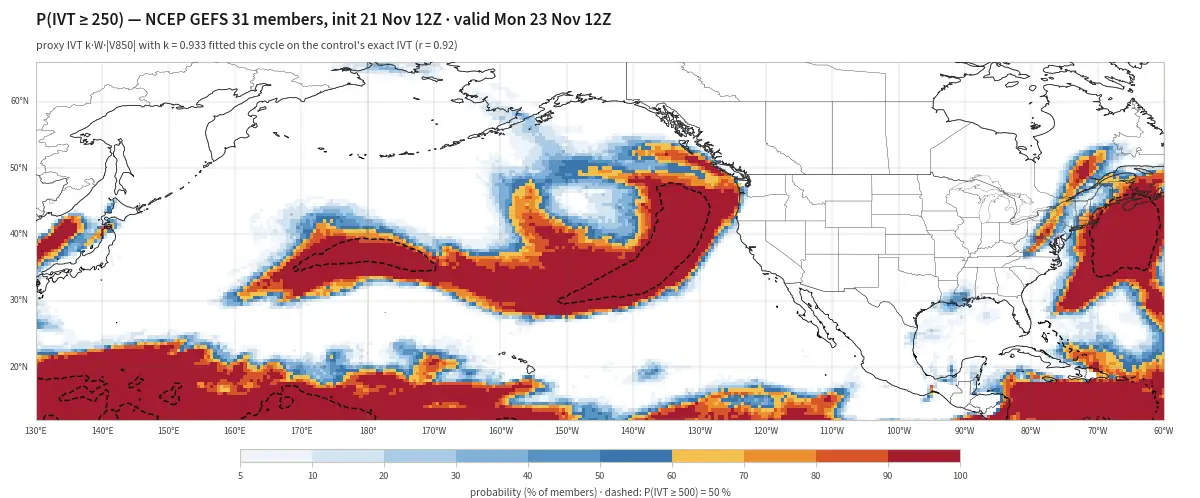 P(IVT ≥ 250) — NCEP GEFS 31 members, init 21 Nov 12Z · valid Mon 23 Nov 12Z
proxy IVT k·W·|V850| with k = 0.933 fitted this cycle on the control's exact IVT (r = 0.92)
60°N
50°N
40°N
30°N
20°N
130°E 140°E 150°E 160°E 170°E 180° 170°W 160°W 150°W 140°W 130°W 120°W 110°W 100°W 90°W 80°W 70°W 60°W
5 10 20 30 40 50 60 70 80 90 100
probability (% of members) · dashed: P(IVT ≥ 500) = 50 %